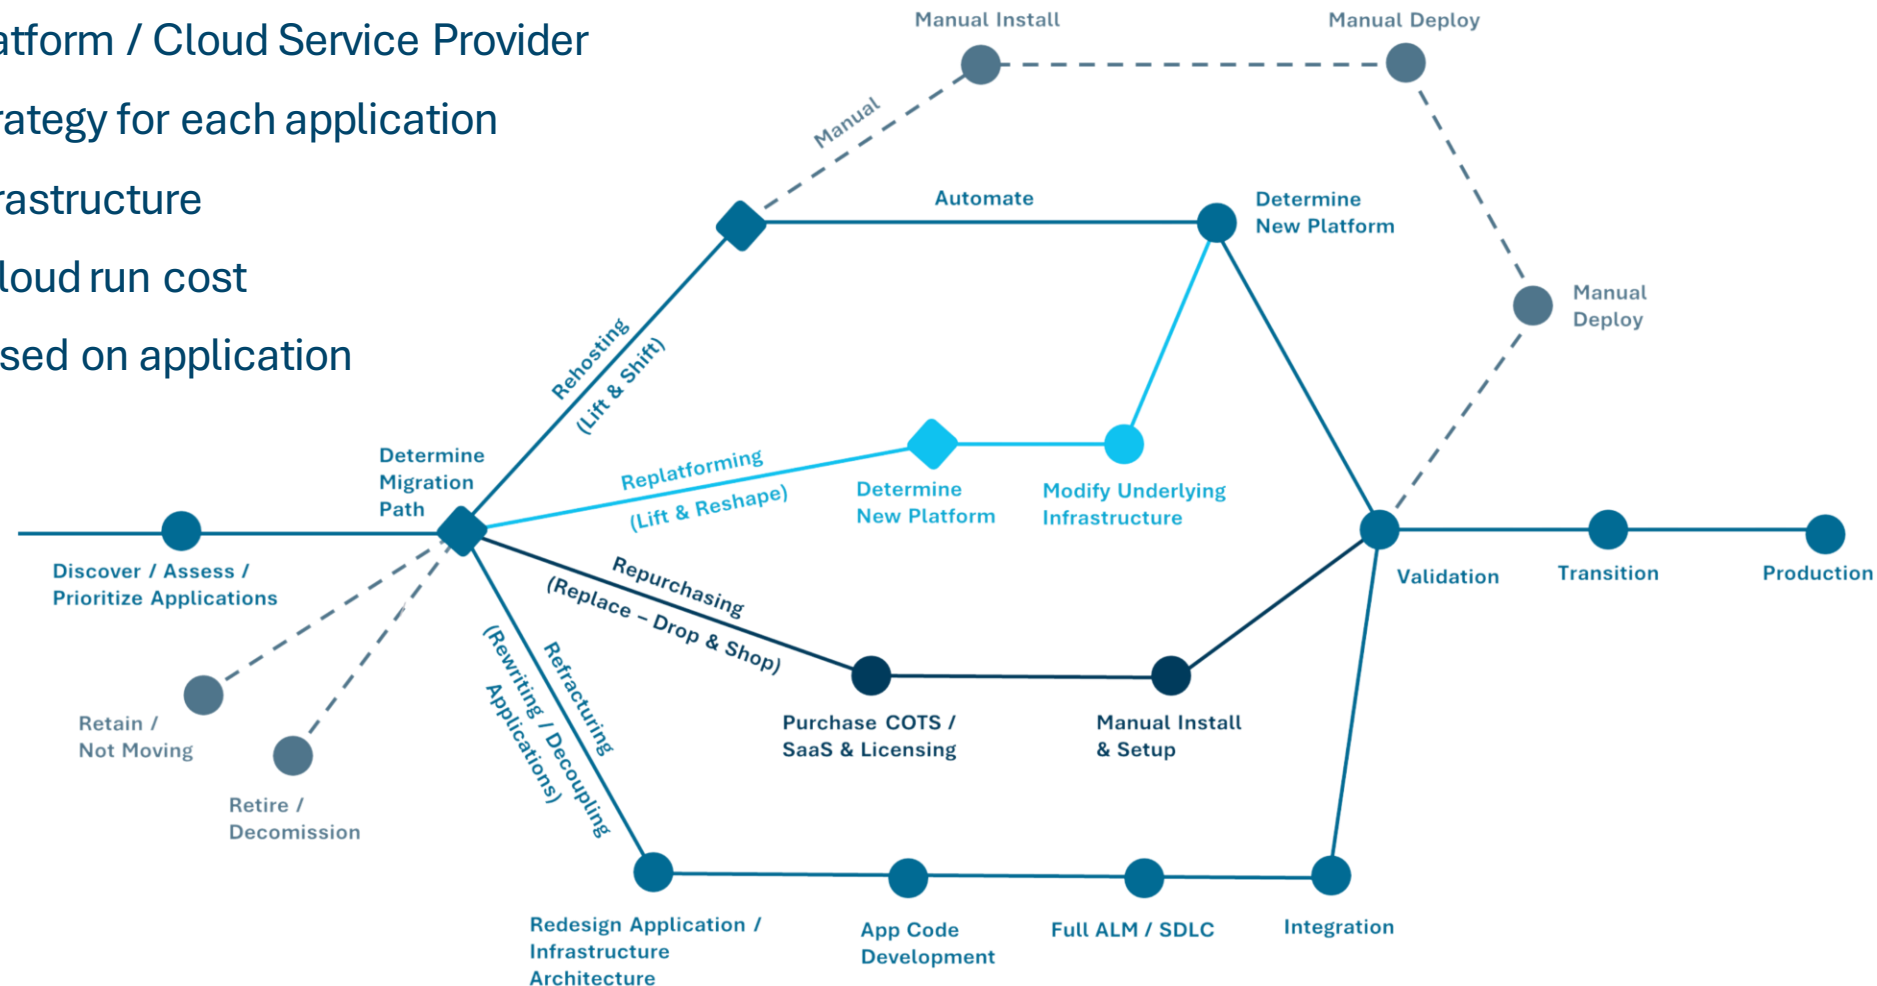 atform / Cloud Service Provider
rategy for each application
rastructure
loud run cost
sed on application
Manual Install
Manual Deploy
Manual
Automate
Determine
New Platform
Manual
Deploy
Rehosting
(Lift & Shift)
Determine
Migration
Path
Replatforming
(Lift & Reshape)
Determine
New Platform
Modify Underlying
Infrastructure
Discover / Assess /
Prioritize Applications
Repurchasing
(Replace – Drop & Shop)
Validation
Transition
Production
Refracturing
(Rewriting / Decoupling
Applications)
Retain /
Not Moving
Retire /
Decomission
Purchase COTS /
SaaS & Licensing
Manual Install
& Setup
Redesign Application /
Infrastructure
Architecture
App Code
Development
Full ALM / SDLC
Integration